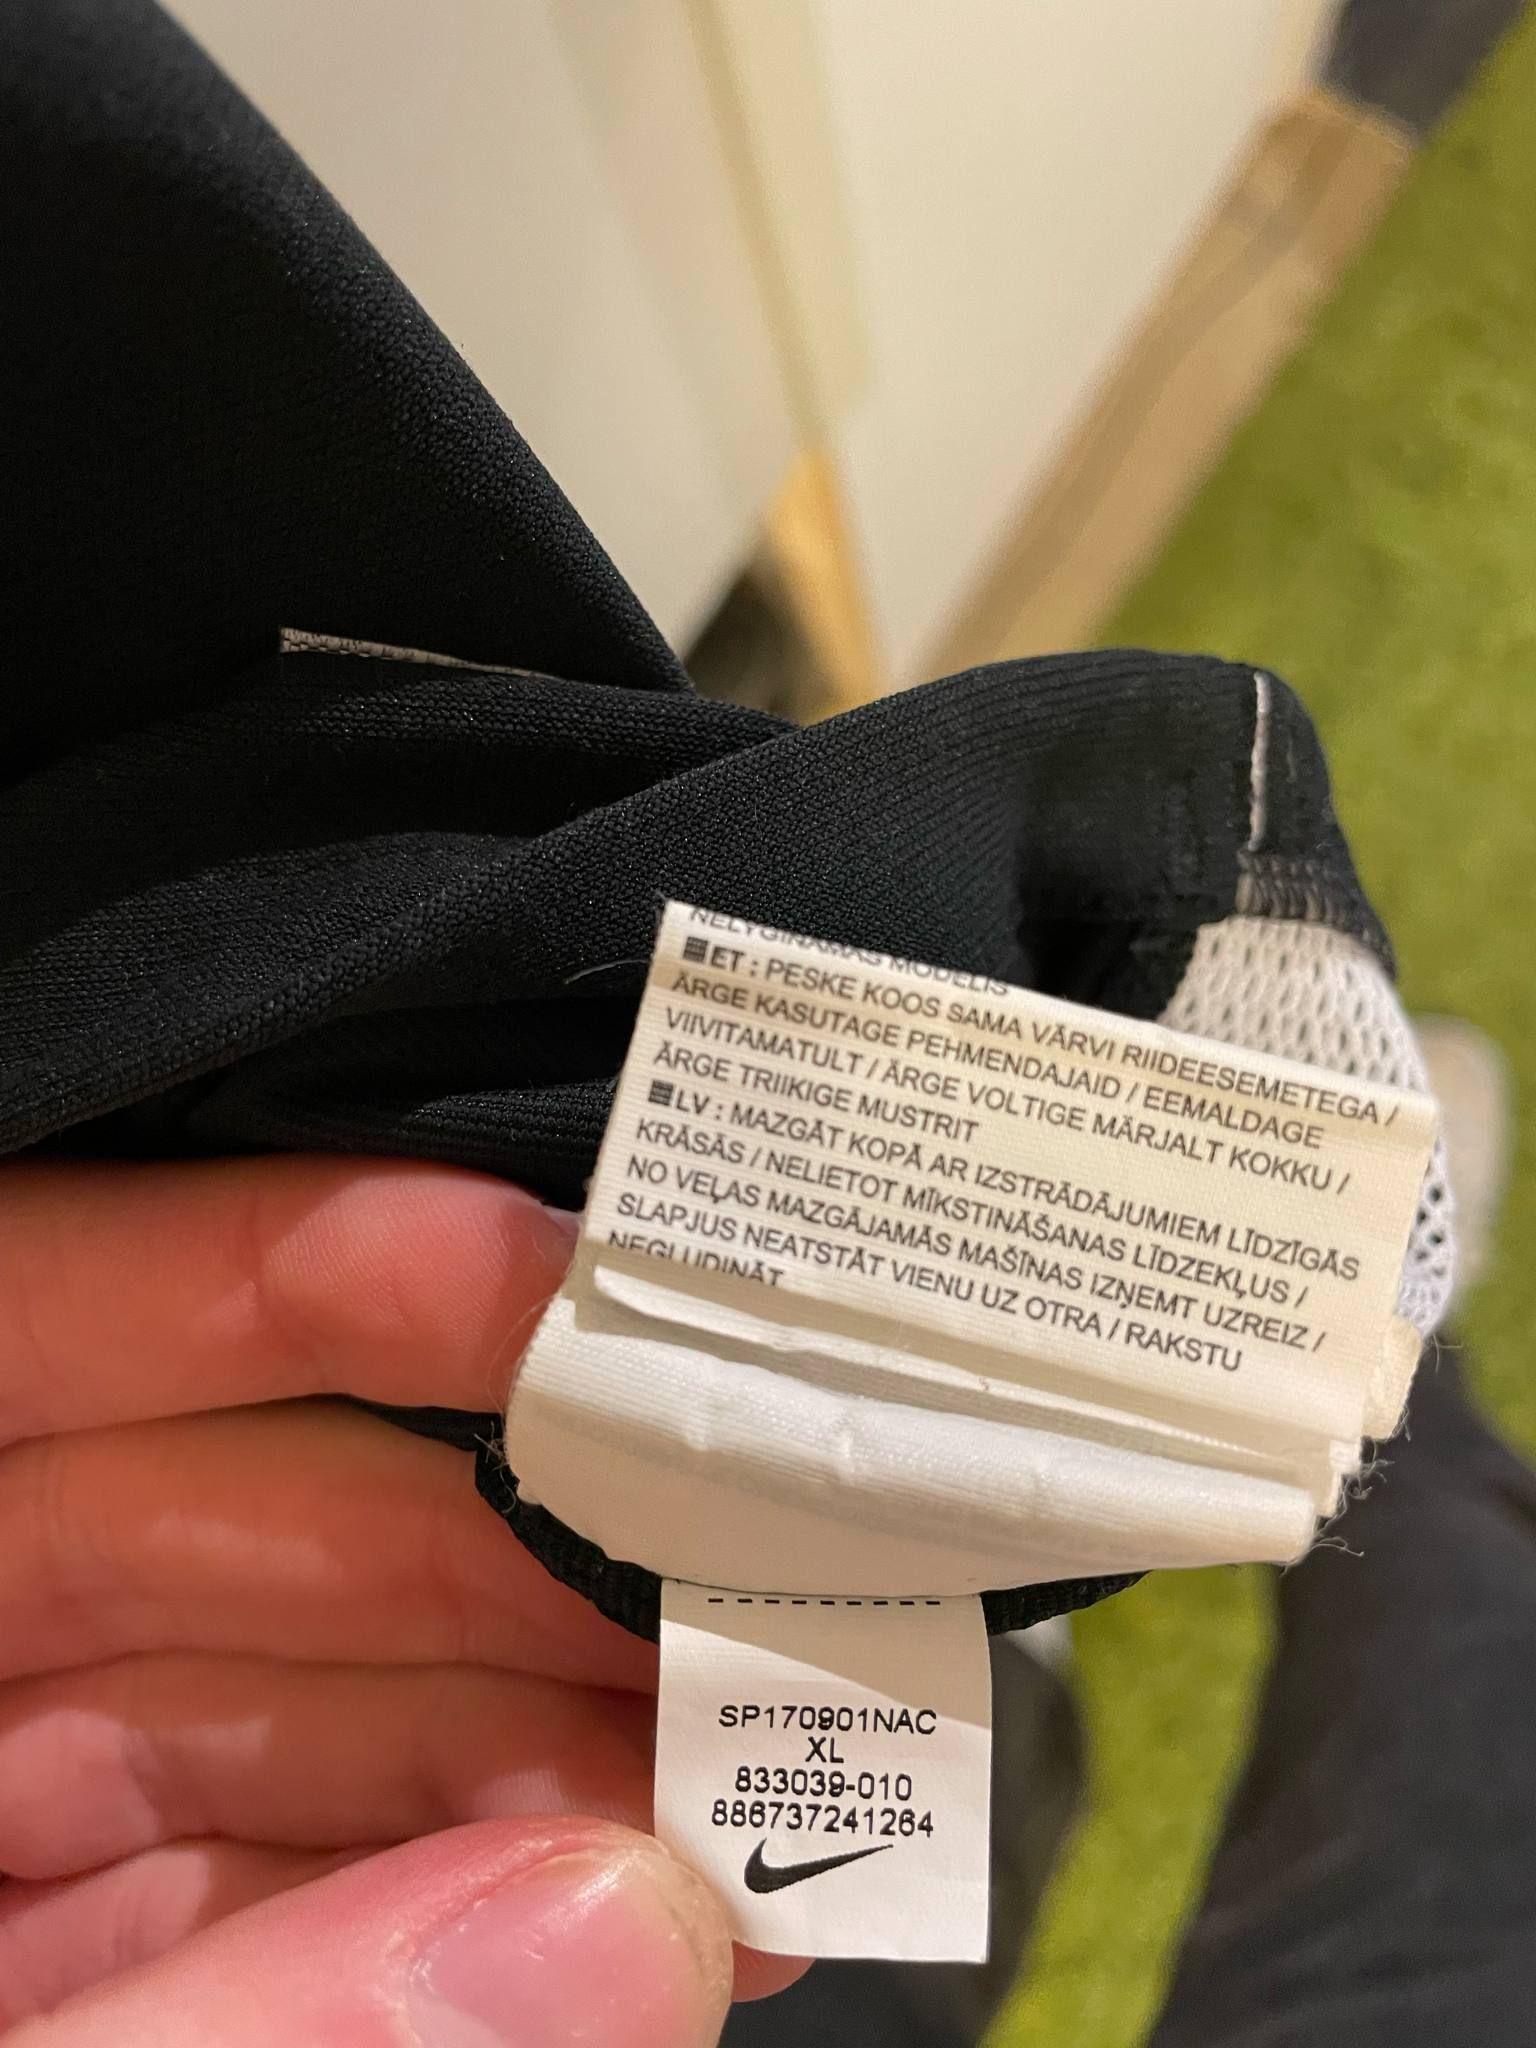 NELYGINAMAS MODELIS
ET : PESKE KOOS SAMA VÄRVI RIIDEESEMETEGA /
ÄRGE KASUTAGE PEHMENDAJAID / EEMALDAGE
VIIVITAMATULT / ÄRGE VOLTIGE MÄRJALT KOKKU /
ÄRGE TRIIKIGE MUSTRIT
LV : MAZGĀT KOPĀ AR IZSTRĀDĀJUMIEM LĪDZĪGĀS
KRĀSĀS / NELIETOT MĪKSTINĀŠANAS LĪDZEKĻUS /
NO VEĻAS MAZGĀJAMĀS MAŠĪNAS IZŅEMT UZREIZ /
SLAPJUS NEATSTĀT VIENU UZ OTRA / RAKSTU
NEGLUDINĀT
SP170901NAC
XL
833039-010
886737241264